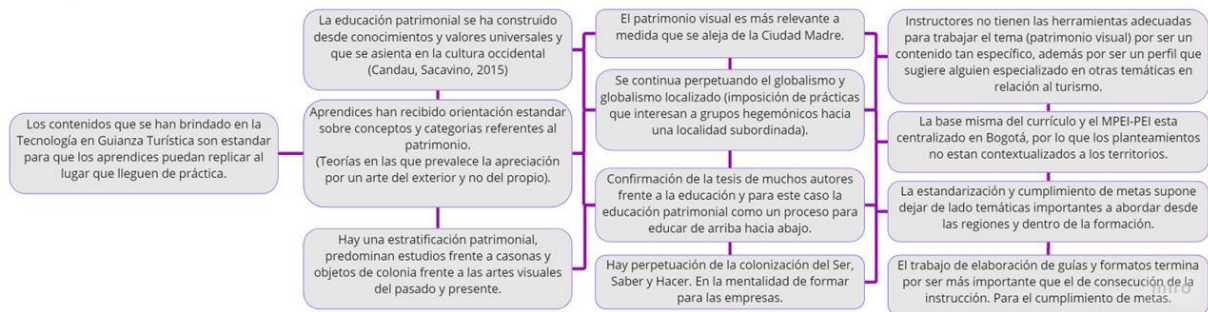 Los contenidos que se han brindado en la
Tecnología en Guianza Turística son estandar
para que los aprendices puedan replicar al
lugar que lleguen de práctica.
La educación patrimonial se ha construido
desde conocimientos y valores universales y
que se asienta en la cultura occidental
(Candau, Sacavino, 2015)
Aprendices han recibido orientación estandar
sobre conceptos y categorias referentes al
patrimonio.
(Teorías en las que prevalece la apreciación
por un arte del exterior y no del propio).
Hay una estratificación patrimonial,
predominan estudios frente a casonas y
objetos de colonia frente a las artes visuales
del pasado y presente.
El patrimonio visual es más relevante a
medida que se aleja de la Ciudad Madre.
Se continua perpetuando el globalismo y
globalismo localizado (imposición de prácticas
que interesan a grupos hegemónicos hacia
una localidad subordinada).
Confirmación de la tesis de muchos autores
frente a la educación y para este caso la
educación patrimonial como un proceso para
educar de arriba hacia abajo.
Hay perpetuación de la colonización del Ser,
Saber y Hacer. En la mentalidad de formar
para las empresas.
Instructores no tienen las herramientas adecuadas
para trabajar el tema (patrimonio visual) por ser un
contenido tan específico, además por ser un perfil que
sugiere alguien especializado en otras temáticas en
relación al turismo.
La base misma del currículo y el MPEI-PEI esta
centralizado en Bogotá, por lo que los planteamientos
no estan contextualizados a los territorios.
La estandarización y cumplimiento de metas supone
dejar de lado temáticas importantes a abordar desde
las regiones y dentro de la formación.
El trabajo de elaboración de guías y formatos termina
por ser más importante que el de consecución de la
instrucción. Para el cumplimiento de metas.
miro